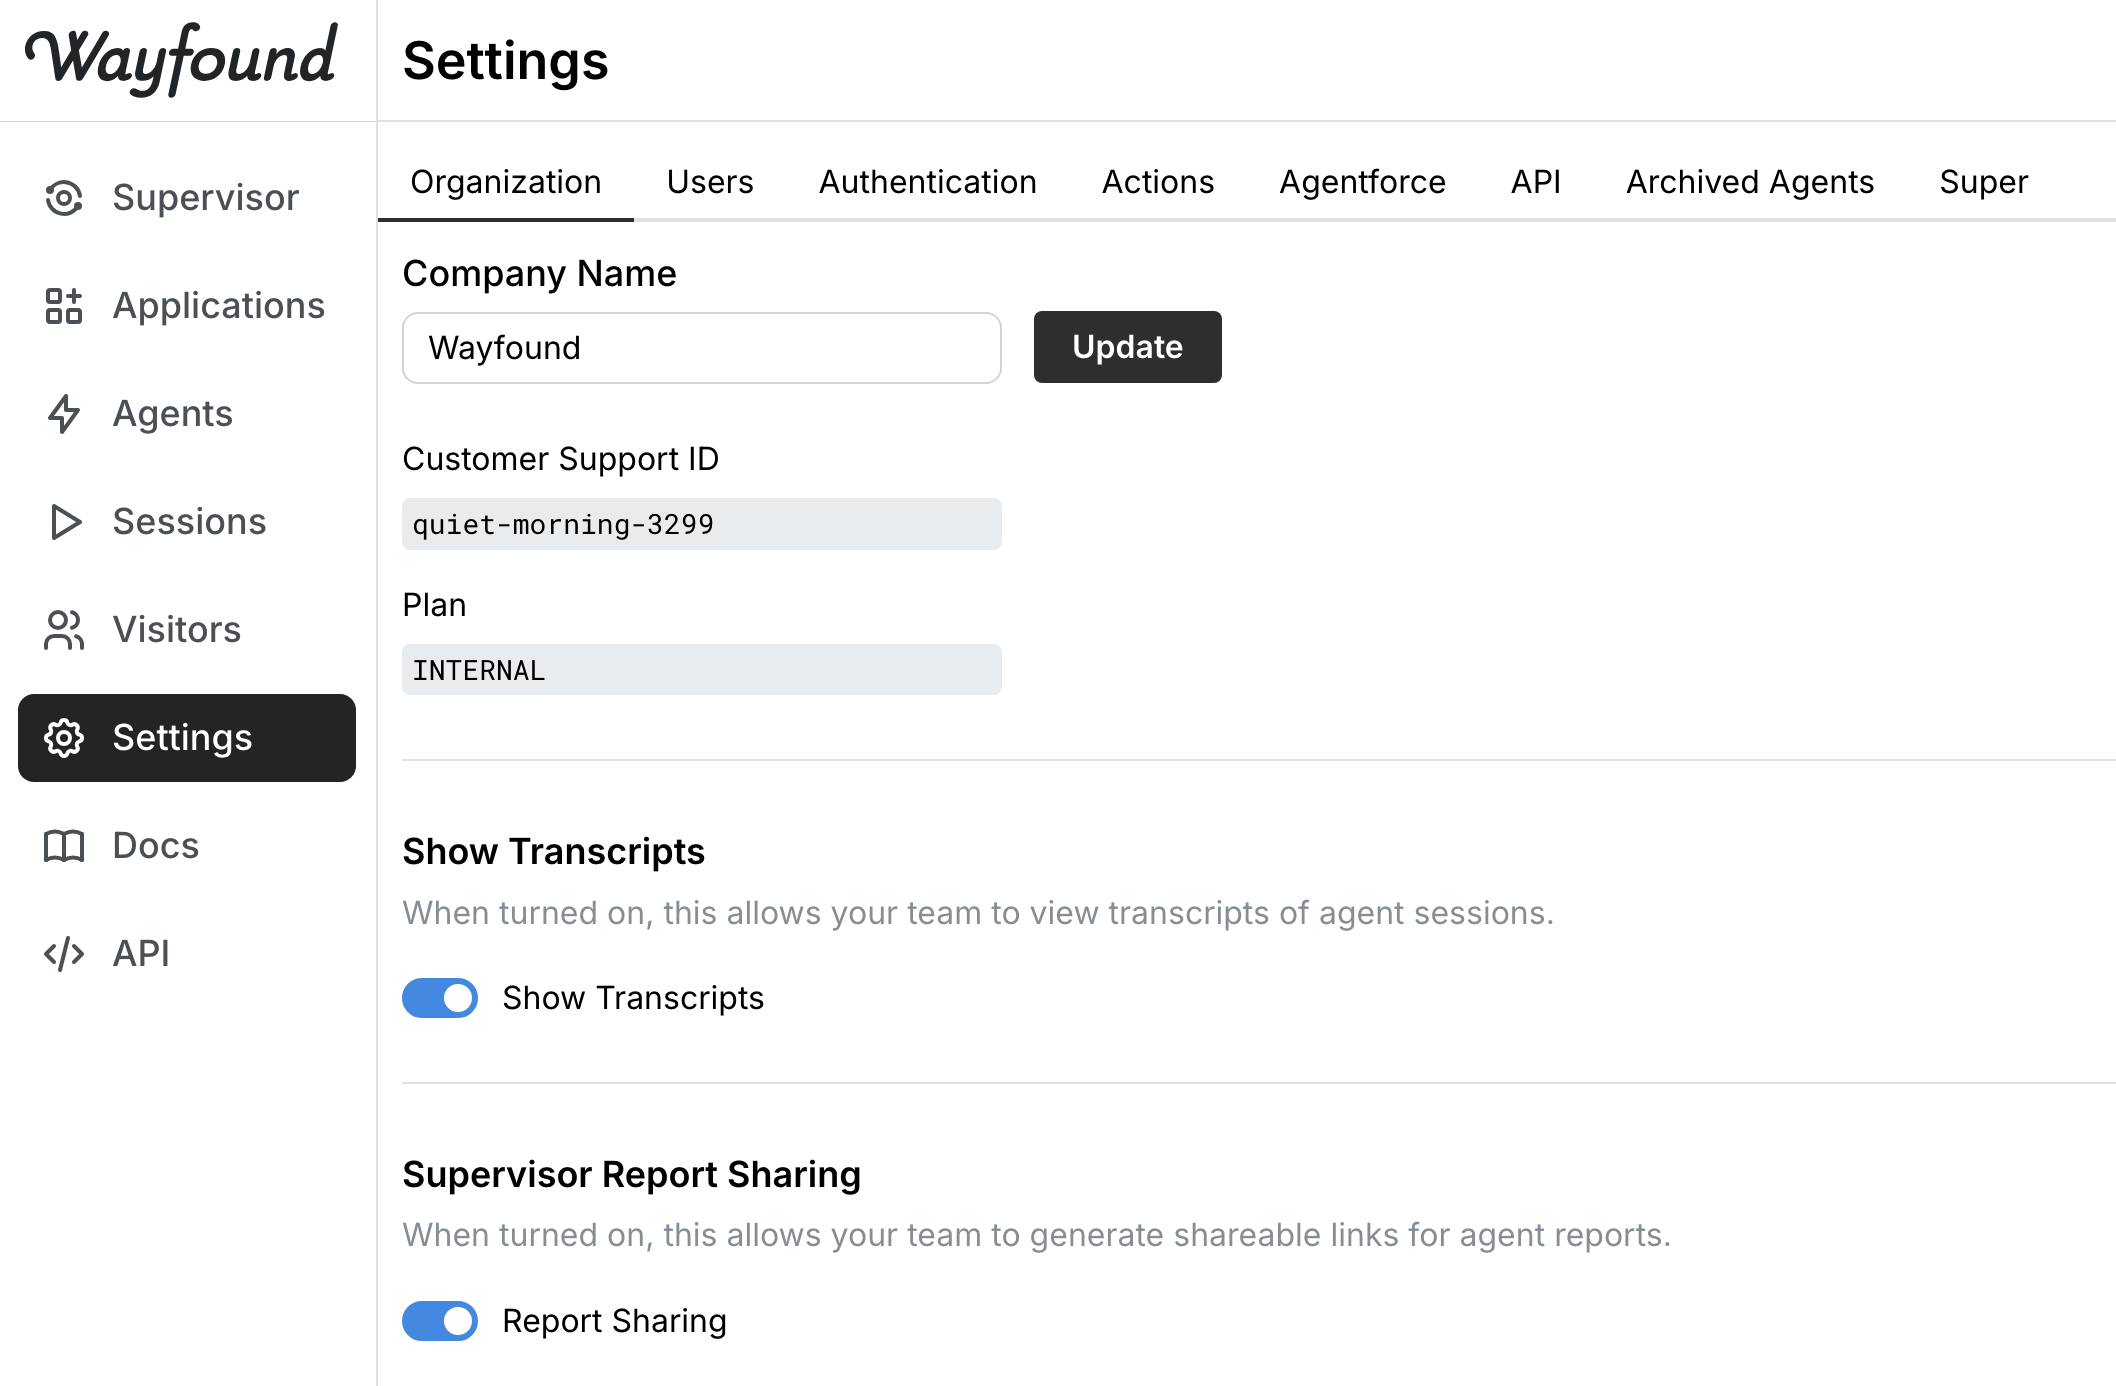 Wayfound
Settings
Supervisor
Applications
Agents
Sessions
Visitors
Settings
Docs
API
Organization Users Authentication Actions Agentforce API Archived Agents Super
Company Name
Wayfound
Update
Customer Support ID
quiet-morning-3299
Plan
INTERNAL
Show Transcripts
When turned on, this allows your team to view transcripts of agent sessions.
Show Transcripts
Supervisor Report Sharing
When turned on, this allows your team to generate shareable links for agent reports.
Report Sharing